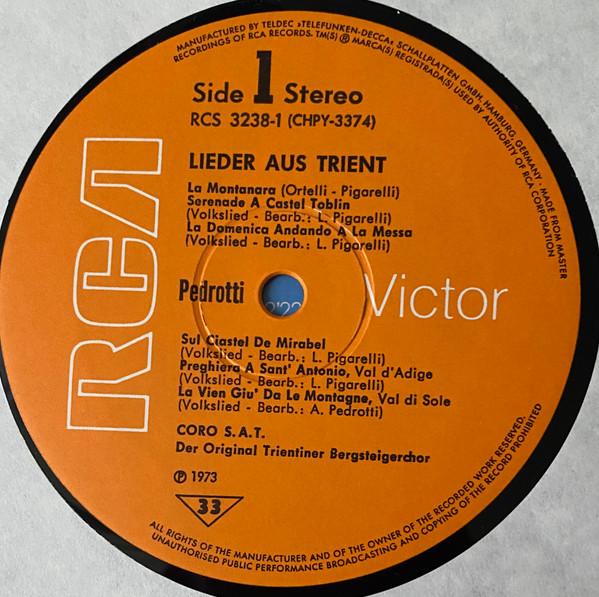 MANUFACTURED BY TELDEC »TELEFUNKEN-DECCA« SCHALLPLATTEN GMBH, HAMBURG, GERMANY · MADE FROM MASTER
RECORDINGS OF RCA RECORDS. TM(S) ® MARCA(S) REGISTRADA(S) USED BY AUTHORITY OF RCA CORPORATION
Side 1 Stereo
RCS 3238-1 (CHPY-3374)
LIEDER AUS TRIENT
La Montanara (Ortelli - Pigarelli)
Serenade A Castel Toblin
(Volkslied - Bearb.: L. Pigarelli)
La Domenica Andando A La Messa
(Volkslied - Bearb.: L. Pigarelli)
RCA
Pedrotti
Victor
Sul Ciastel De Mirabel
(Volkslied - Bearb.: L. Pigarelli)
Preghiera A Sant' Antonio, Val d'Adige
(Volkslied - Bearb.: L. Pigarelli)
La Vien Giu' Da Le Montagne, Val di Sole
(Volkslied - Bearb.: A. Pedrotti)
CORO S.A.T.
Der Original Trientiner Bergsteigerchor
℗ 1973
33
ALL RIGHTS OF THE MANUFACTURER AND OF THE OWNER OF THE RECORDED WORK RESERVED.
UNAUTHORISED PUBLIC PERFORMANCE BROADCASTING AND COPYING OF THE RECORD PROHIBITED